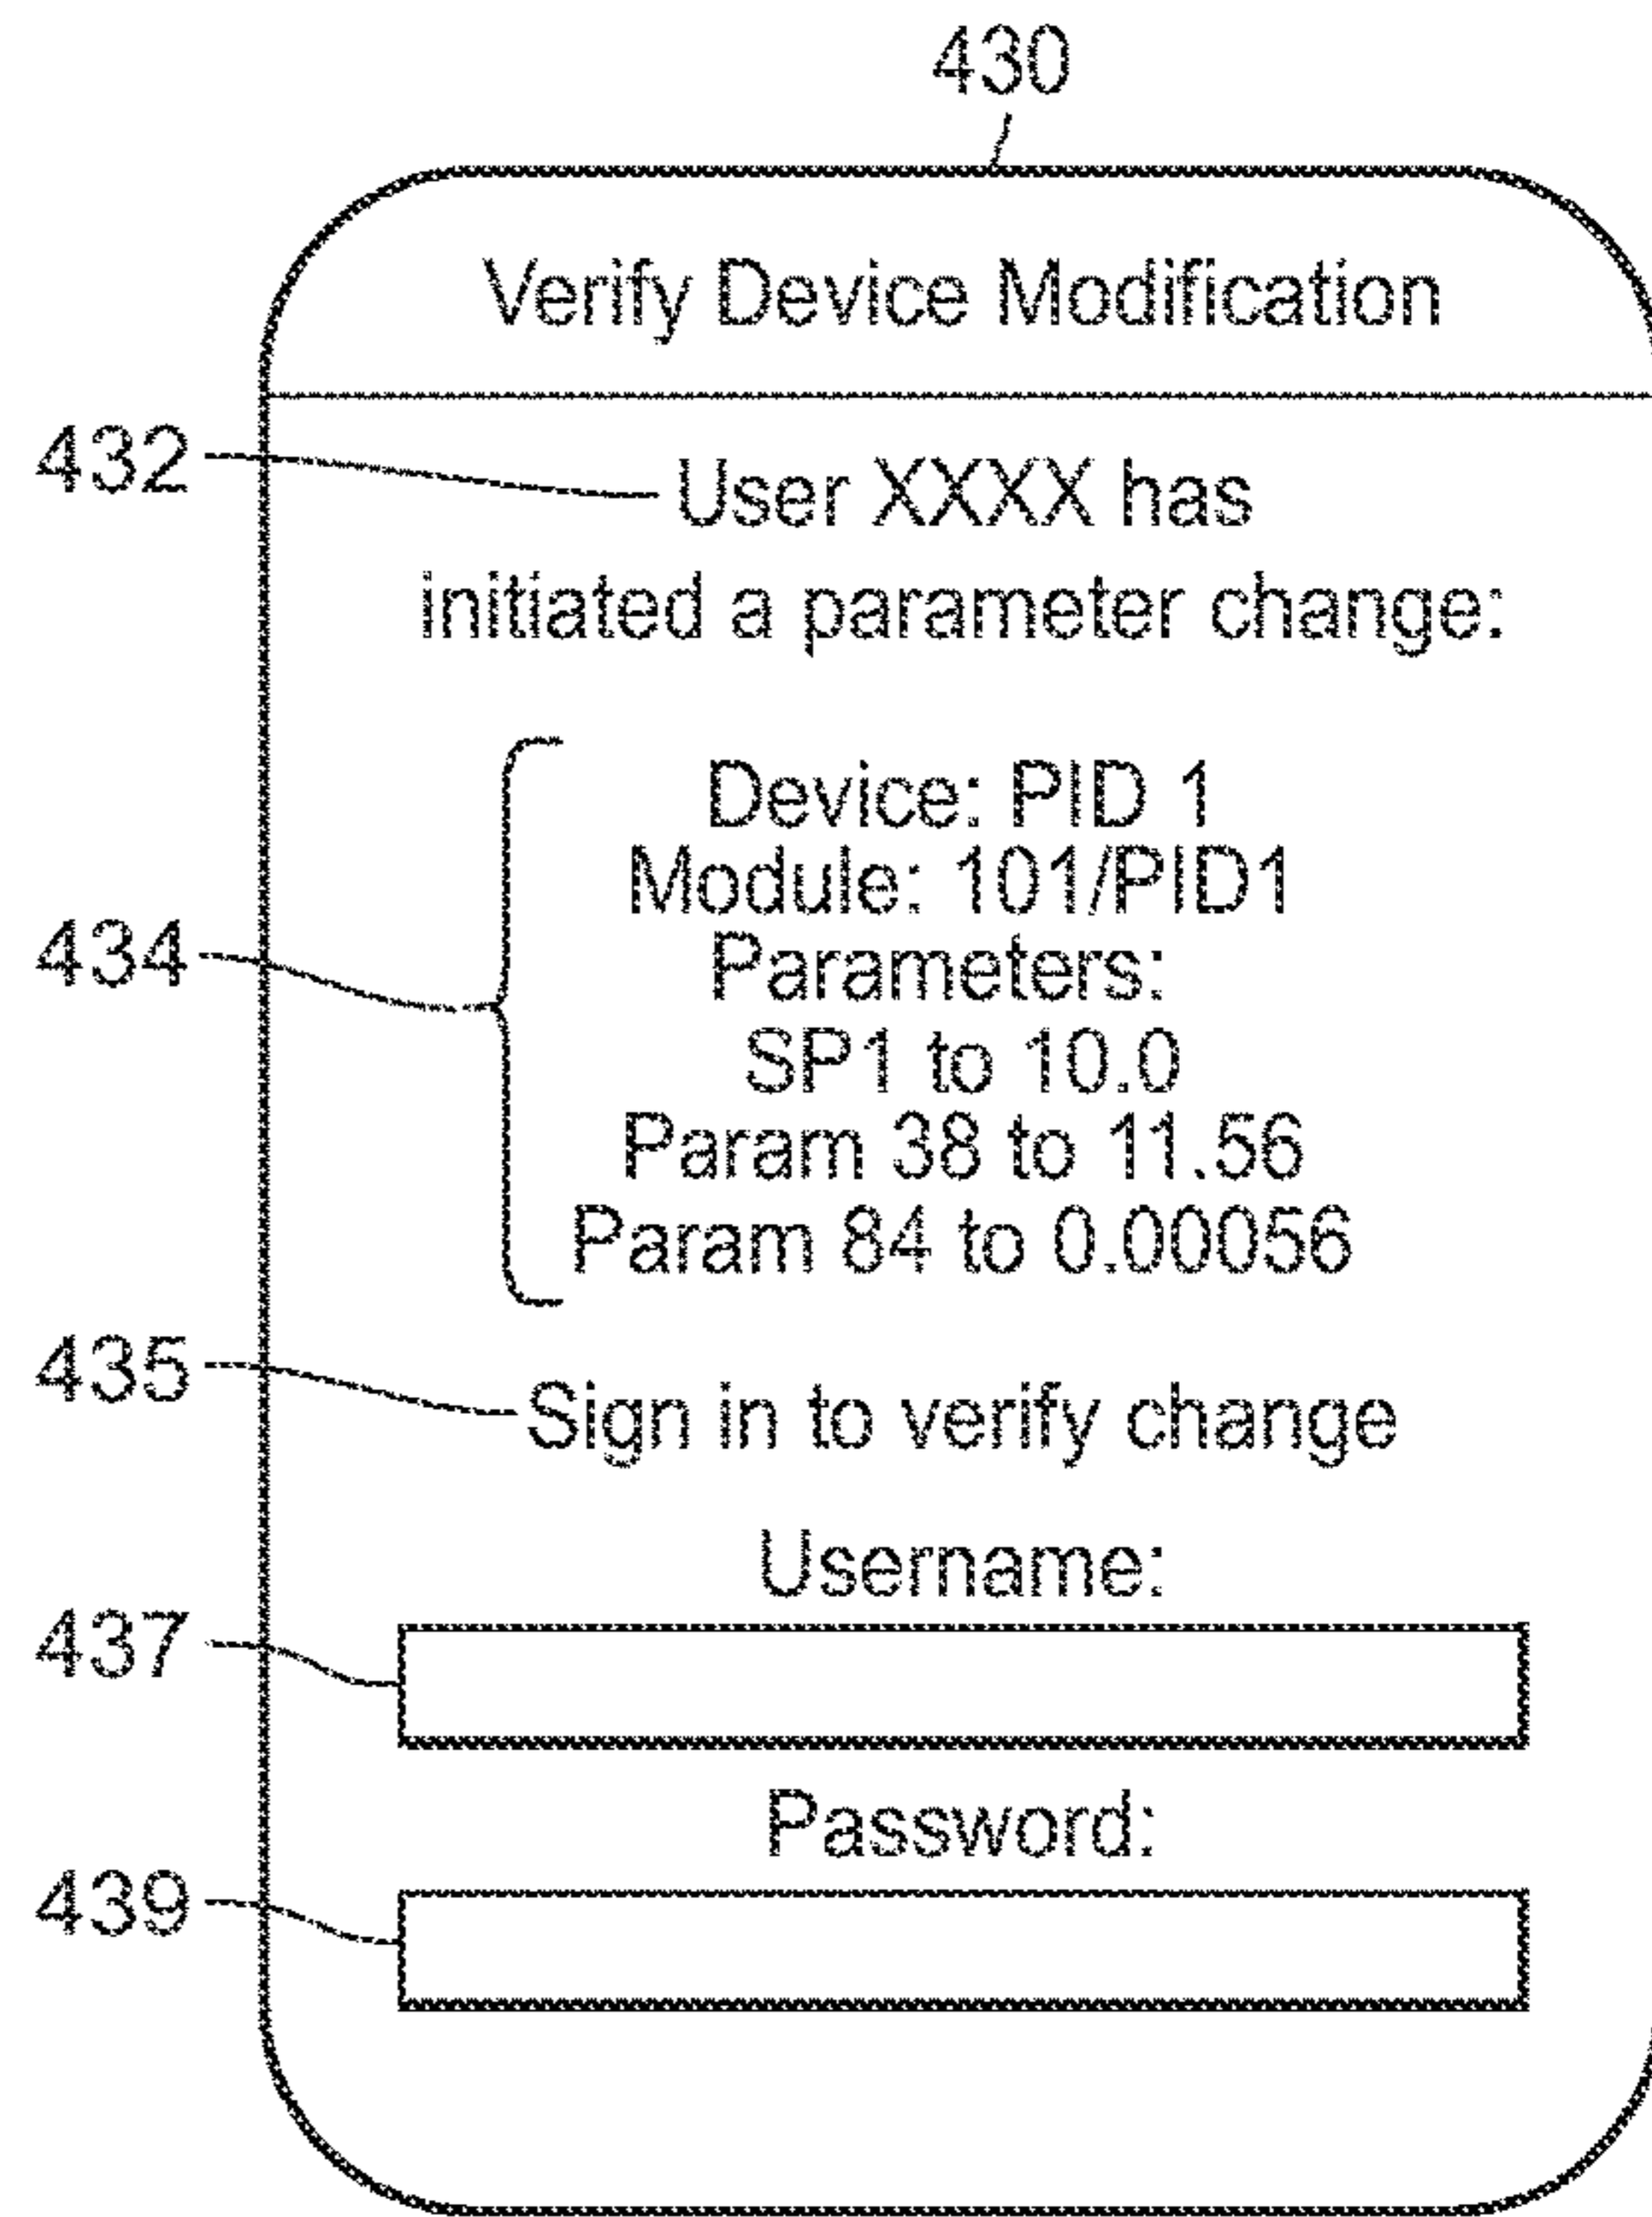 430
Verify Device Modification
432
User XXXX has
initiated a parameter change:
Device: PID 1
Module: 101/PID1
434
Parameters:
SP1 to 10.0
Param 38 to 11.56
Param 84 to 0.00056
435
Sign in to verify change
Username:
437
Password:
439